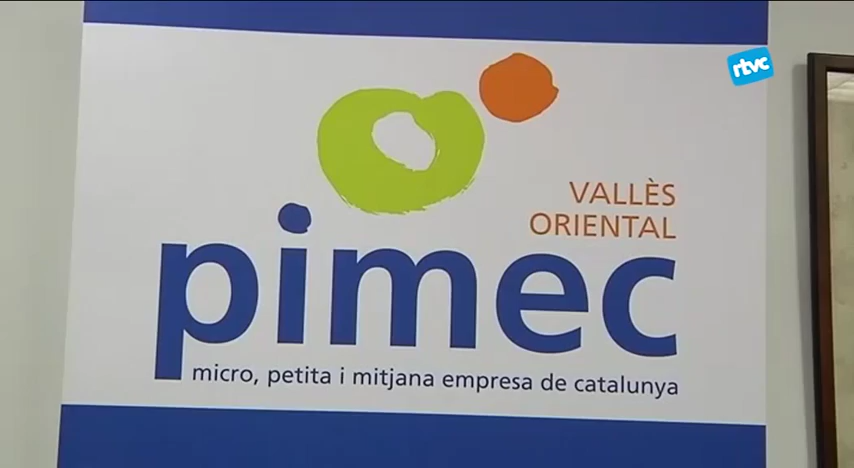 rtvc
VALLÈS
ORIENTAL
pimec
micro, petita i mitjana empresa de catalunya